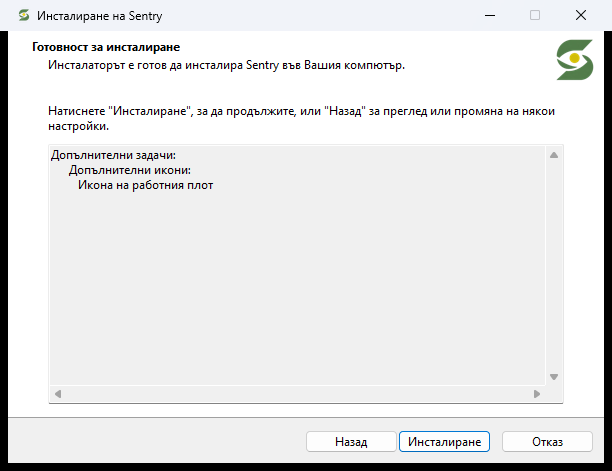 Инсталиране на Sentry
Готовност за инсталиране
Инсталаторът е готов да инсталира Sentry във Вашия компютър.
Натиснете "Инсталиране", за да продължите, или "Назад" за преглед или промяна на някои
настройки.
Допълнителни задачи:
Допълнителни икони:
Икона на работния плот
Назад
Инсталиране
Отказ